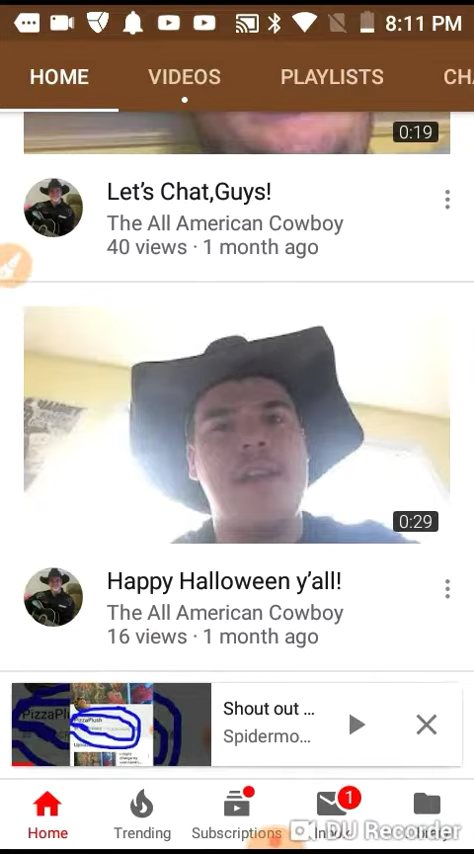 8:11 PM
HOME VIDEOS PLAYLISTS CH
0:19
Let's Chat,Guys!
The All American Cowboy
40 views · 1 month ago
0:29
Happy Halloween y'all!
The All American Cowboy
16 views · 1 month ago
PizzaPlush
Shout out ...
Spidermo...
1
Home Trending Subscriptions
DU Recorder